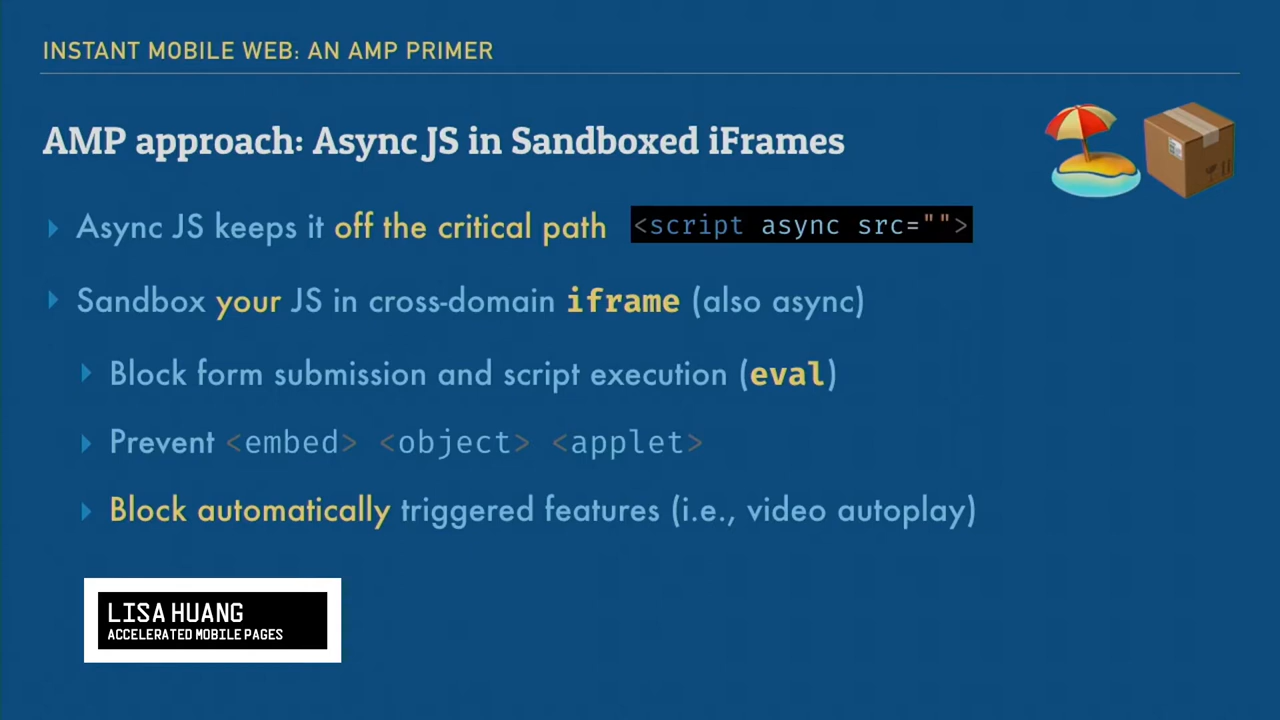 INSTANT MOBILE WEB: AN AMP PRIMER
AMP approach: Async JS in Sandboxed iFrames
Async JS keeps it off the critical path <script async src="">
Sandbox your JS in cross-domain iframe (also async)
Block form submission and script execution (eval)
Prevent <embed> <object> <applet>
Block automatically triggered features (i.e., video autoplay)
LISA HUANG
ACCELERATED MOBILE PAGES